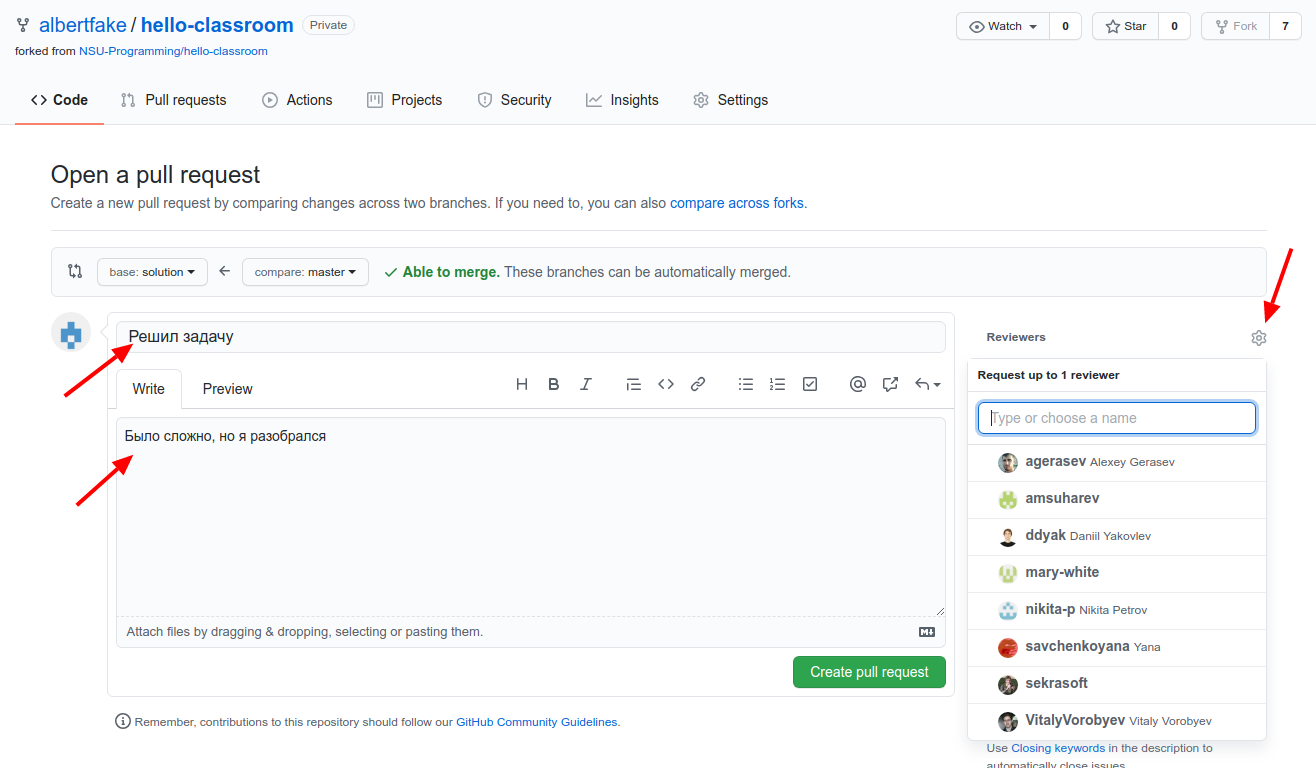 albertfake / hello-classroom Private
Watch 0 Star 0 Fork 7
forked from NSU-Programming/hello-classroom
Code Pull requests Actions Projects Security Insights Settings
Open a pull request
Create a new pull request by comparing changes across two branches. If you need to, you can also compare across forks.
base: solution compare: master Able to merge. These branches can be automatically merged.
Решил задачу
Write Preview
Было сложно, но я разобрался
Attach files by dragging & dropping, selecting or pasting them.
Create pull request
Remember, contributions to this repository should follow our GitHub Community Guidelines.
Reviewers
Request up to 1 reviewer
Type or choose a name
agerasev Alexey Gerasev
amsuharev
ddyak Daniil Yakovlev
mary-white
nikita-p Nikita Petrov
savchenkoyana Yana
sekrasoft
VitalyVorobyev Vitaly Vorobyev
Use Closing keywords in the description to
automatically close issues